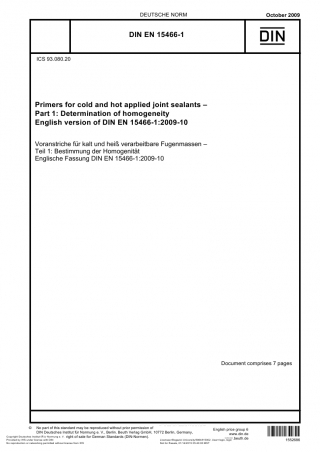 DEUTSCHE NORM
October 2009
DIN EN 15466-1
DIN
ICS 93.080.20
Primers for cold and hot applied joint sealants –
Part 1: Determination of homogeneity
English version of DIN EN 15466-1:2009-10
Voranstriche für kalt und heiß verarbeitbare Fugenmassen –
Teil 1: Bestimmung der Homogenität
Englische Fassung DIN EN 15466-1:2009-10
Document comprises 7 pages
© No part of this standard may be reproduced without prior permission of
DIN Deutsches Institut für Normung e. V., Berlin. Beuth Verlag GmbH, 10772 Berlin, Germany,
right of sale for German Standards (DIN-Normen).
English price group 6
www.din.de
beuth.de